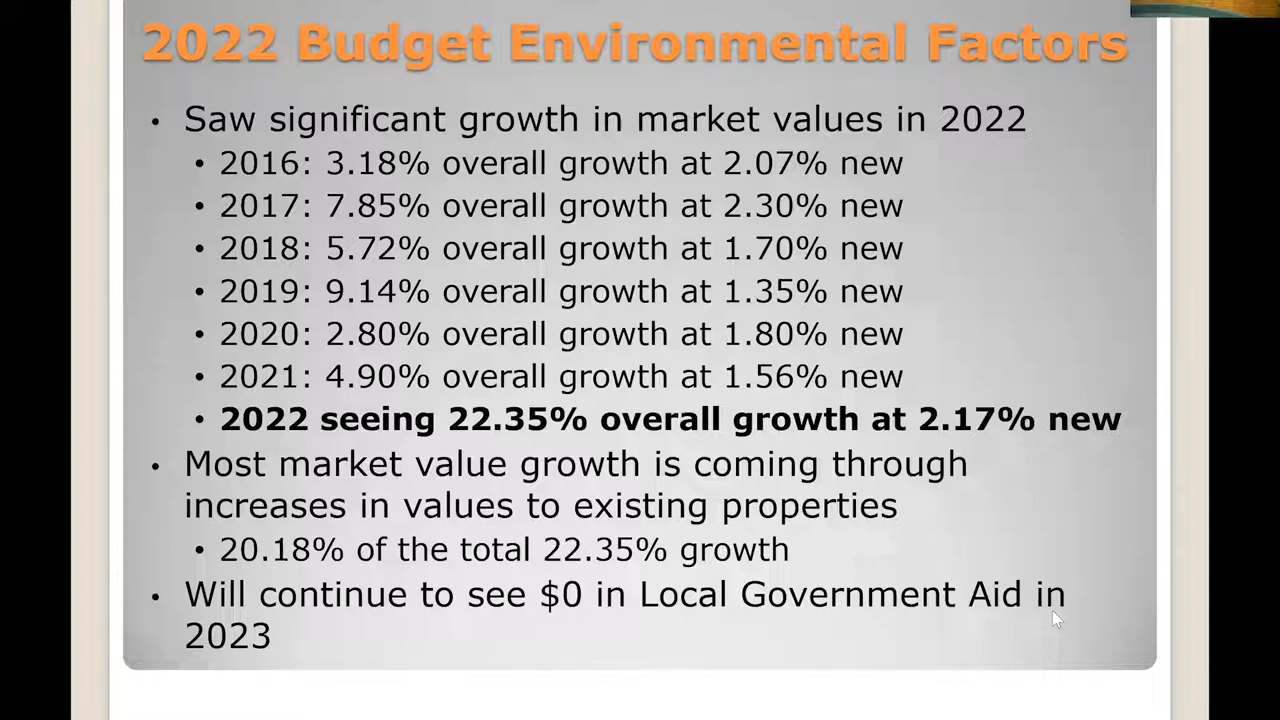 2022 Budget Environmental Factors
• Saw significant growth in market values in 2022
• 2016: 3.18% overall growth at 2.07% new
• 2017: 7.85% overall growth at 2.30% new
• 2018: 5.72% overall growth at 1.70% new
• 2019: 9.14% overall growth at 1.35% new
• 2020: 2.80% overall growth at 1.80% new
• 2021: 4.90% overall growth at 1.56% new
• 2022 seeing 22.35% overall growth at 2.17% new
• Most market value growth is coming through
increases in values to existing properties
• 20.18% of the total 22.35% growth
• Will continue to see $0 in Local Government Aid in
2023